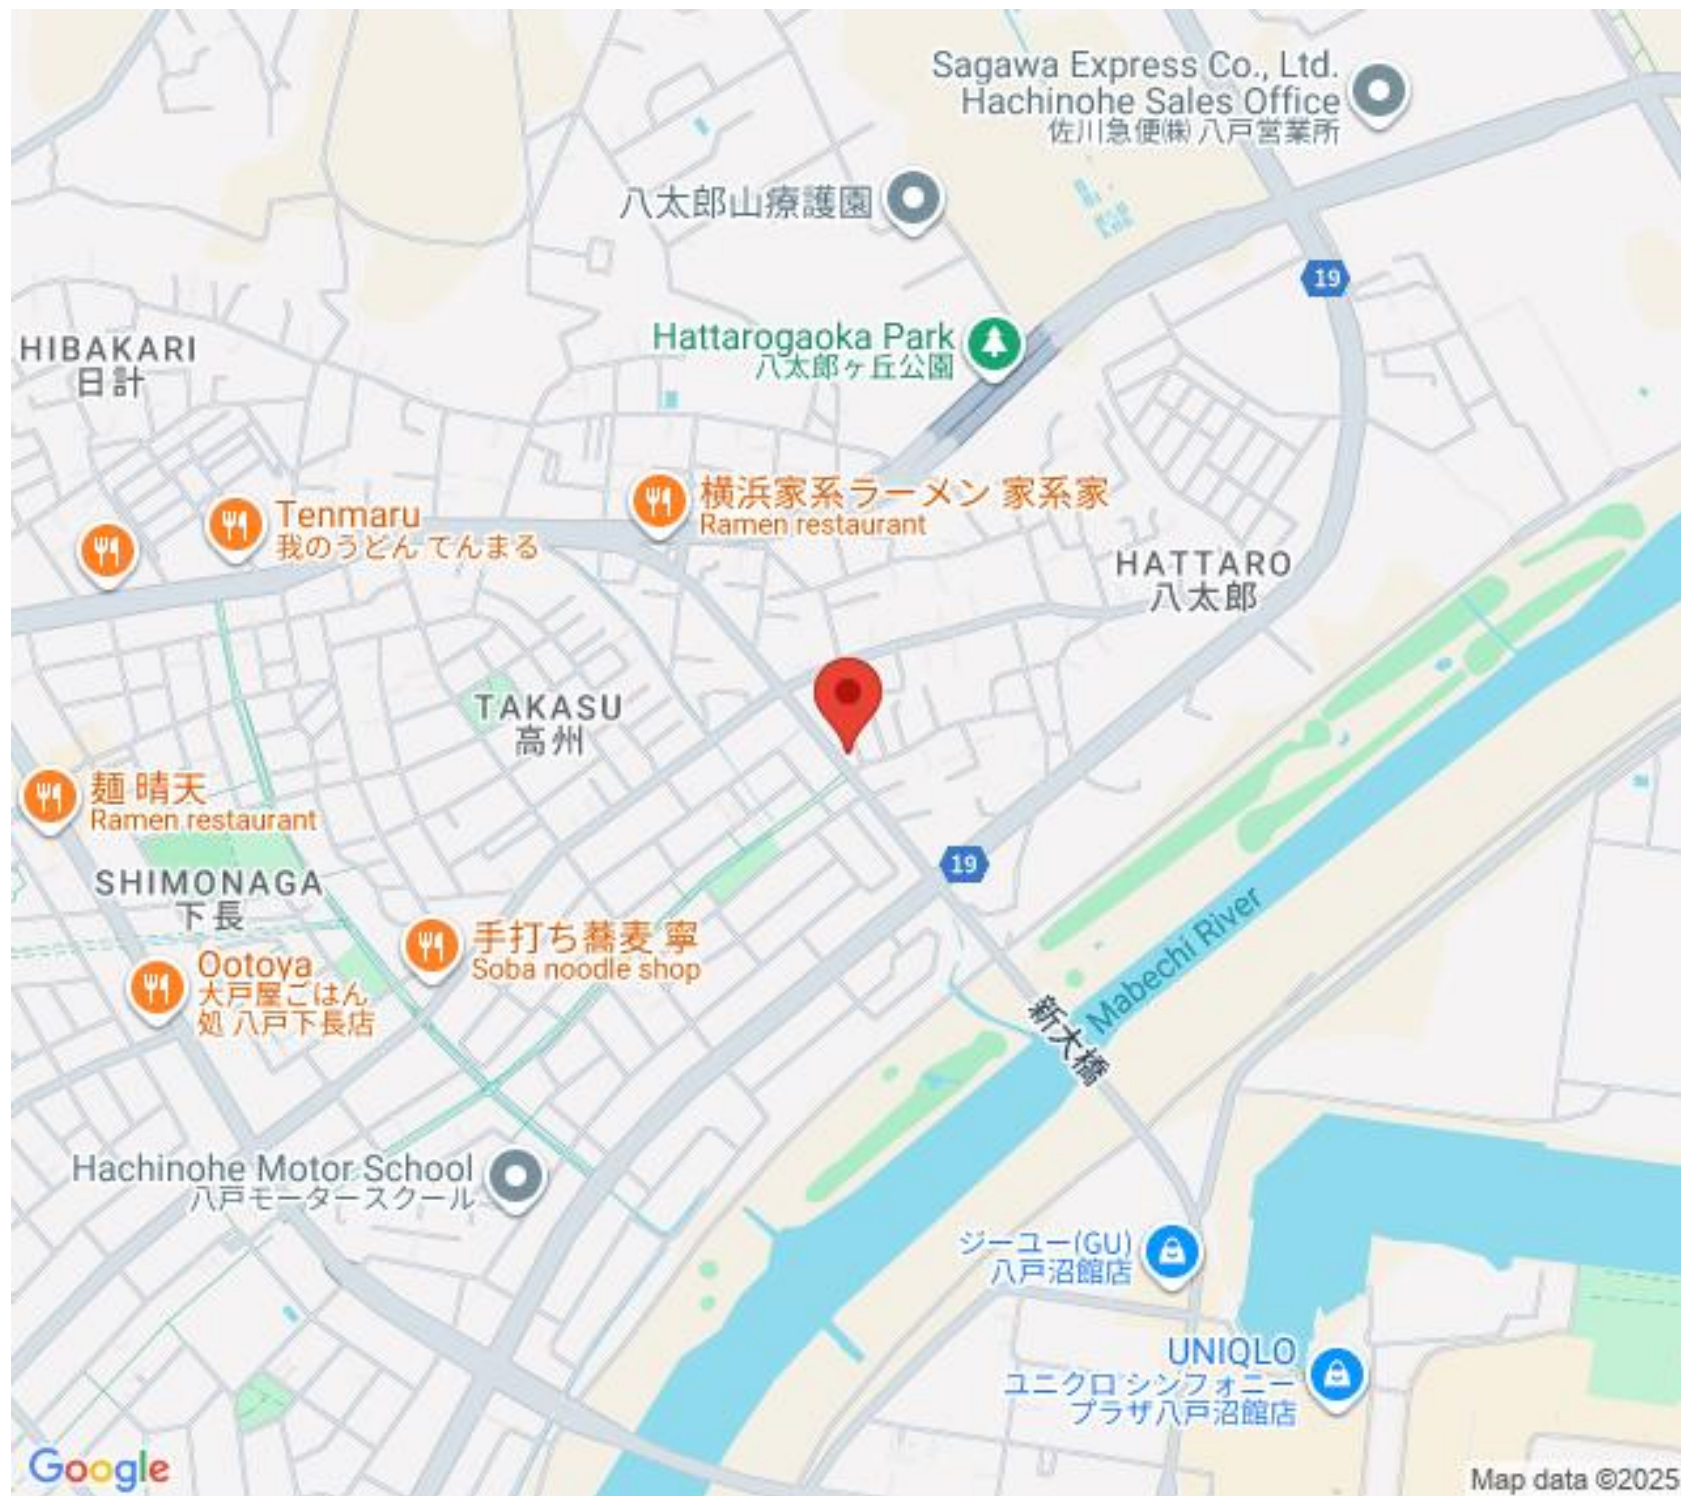 Sagawa Express Co., Ltd.
Hachinohe Sales Office
佐川急便㈱ 八戸営業所
八太郎山療護園
19
Hattarogaoka Park
八太郎ヶ丘公園
HIBAKARI
日計
横浜家系ラーメン 家系家
Ramen restaurant
Tenmaru
我のうどん てんまる
HATTARO
八太郎
TAKASU
高州
麺 晴天
Ramen restaurant
19
SHIMONAGA
下長
手打ち蕎麦 寧
Soba noodle shop
Ootoya
大戸屋ごはん
処 八戸下長店
Mabechi River
新大橋
Hachinohe Motor School
八戸モータースクール
ジーユー(GU)
八戸沼館店
UNIQLO
ユニクロ シンフォニー
プラザ八戸沼館店
Google
Map data ©2025